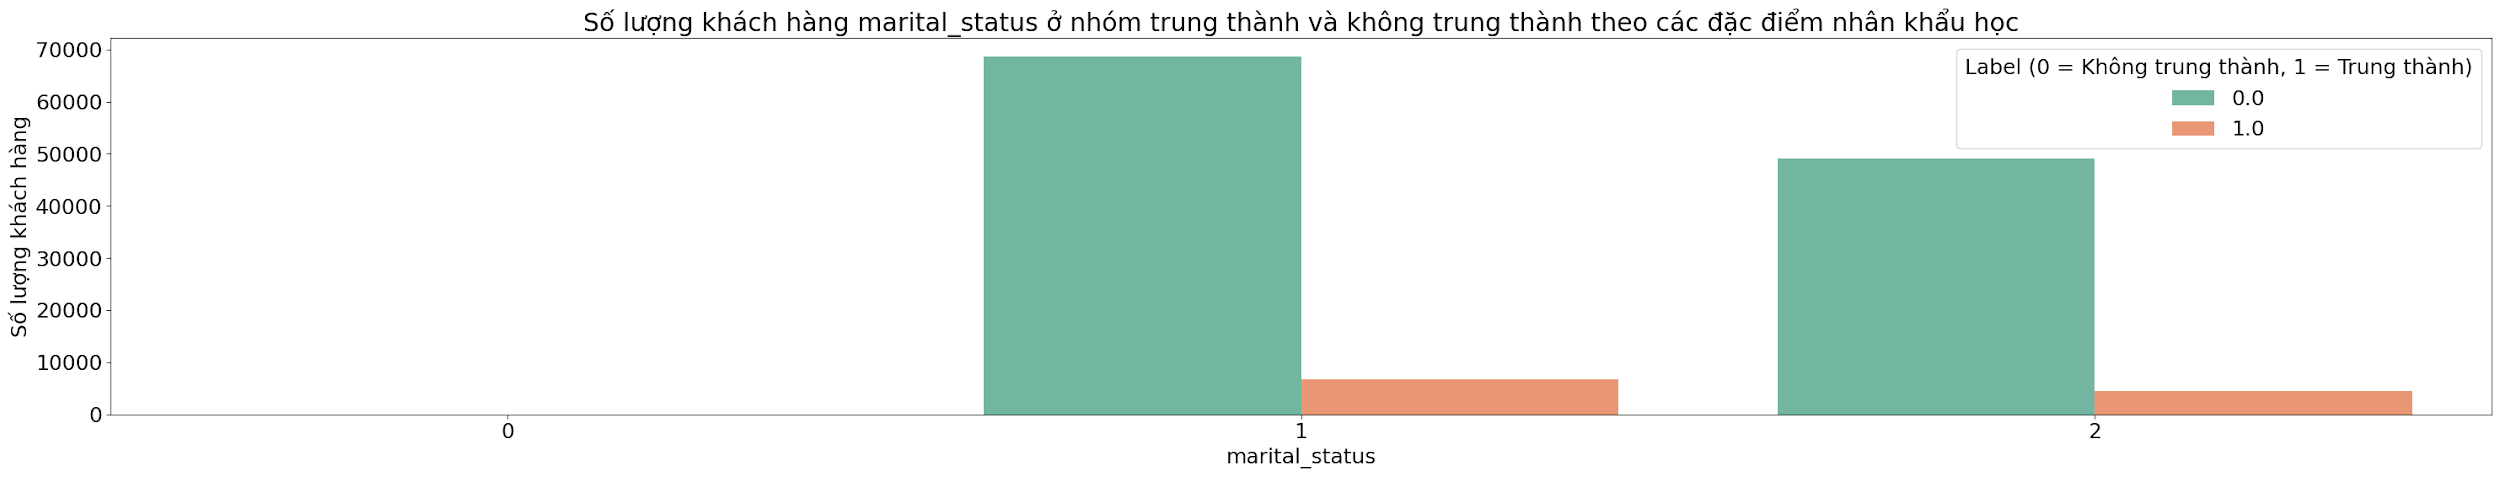 Số lượng khách hàng marital_status ở nhóm trung thành và không trung thành theo các đặc điểm nhân khẩu học
Số lượng khách hàng
70000
60000
50000
40000
30000
20000
10000
0
Label (0 = Không trung thành, 1 = Trung thành)
0.0
1.0
0 1 2
marital_status